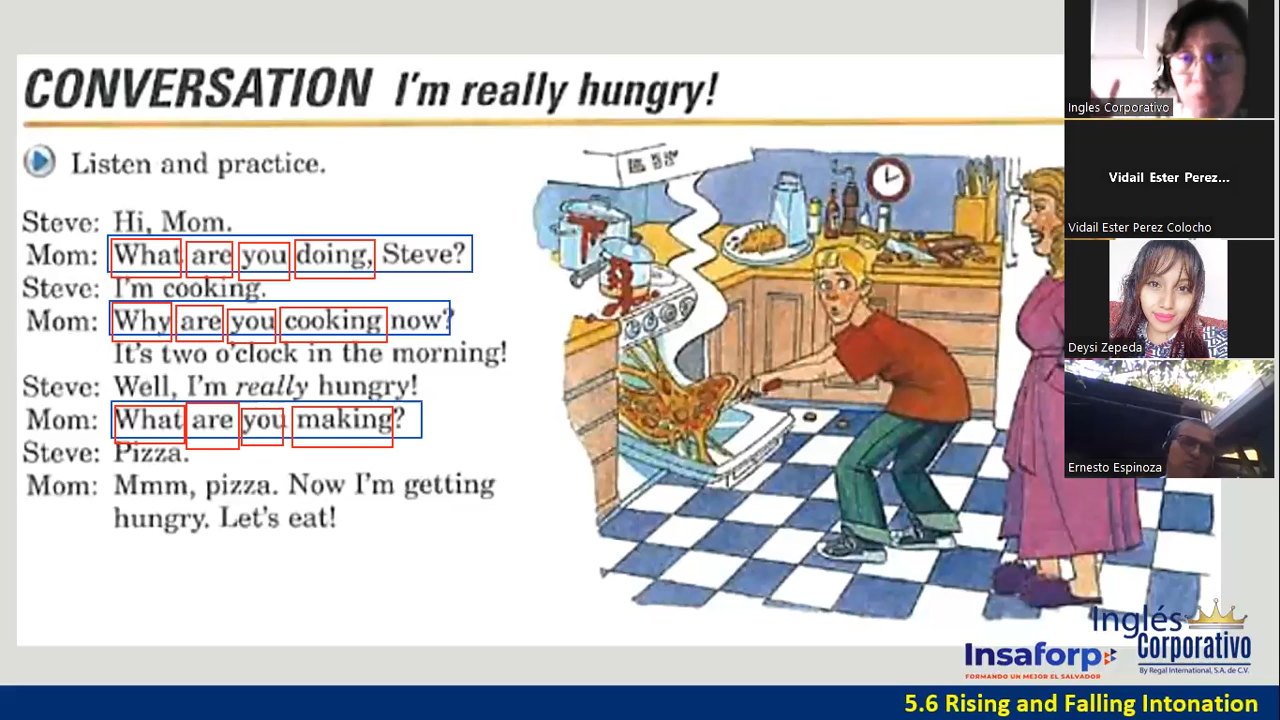 CONVERSATION I'm really hungry!
Listen and practice.
Steve: Hi, Mom.
Mom: What are you doing, Steve?
Steve: I'm cooking.
Mom: Why are you cooking now?
It's two o'clock in the morning!
Steve: Well, I'm really hungry!
Mom: What are you making?
Steve: Pizza.
Mom: Mmm, pizza. Now I'm getting
hungry. Let's eat!
Ingles Corporativo
Vidail Ester Perez...
Vidail Ester Perez Colocho
Deysi Zepeda
Ernesto Espinoza
Inglés
Corporativo
By Regal International, S.A. de C.V.
Insaforp
FORMANDO UN MEJOR EL SALVADOR
5.6 Rising and Falling Intonation